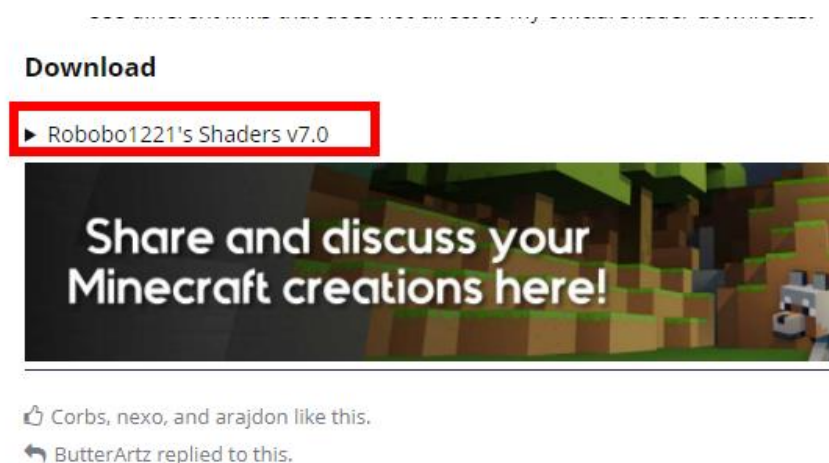 Download
▶ Robobo1221's Shaders v7.0
Share and discuss your
Minecraft creations here!
Corbs, nexo, and arajdon like this.
ButterArtz replied to this.